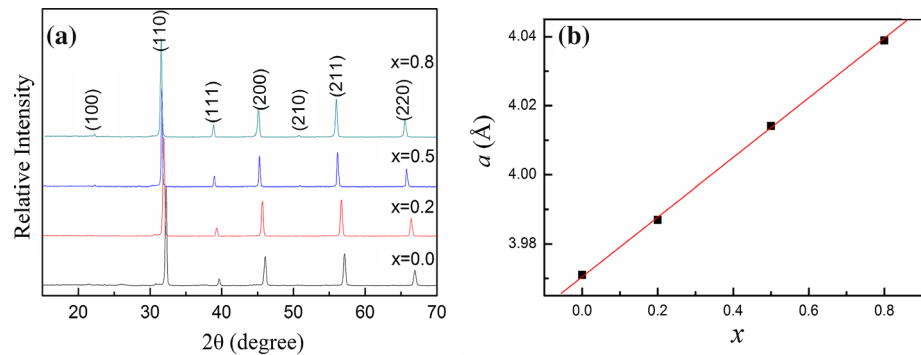 (a)
(100)
(110)
(111)
(200)
(210)
(211)
(220)
x=0.8
x=0.5
x=0.2
x=0.0
Relative Intensity
20 30 40 50 60 70
2θ (degree)
(b)
4.04
4.02
4.00
3.98
a (Å)
0.0 0.2 0.4 0.6 0.8
x